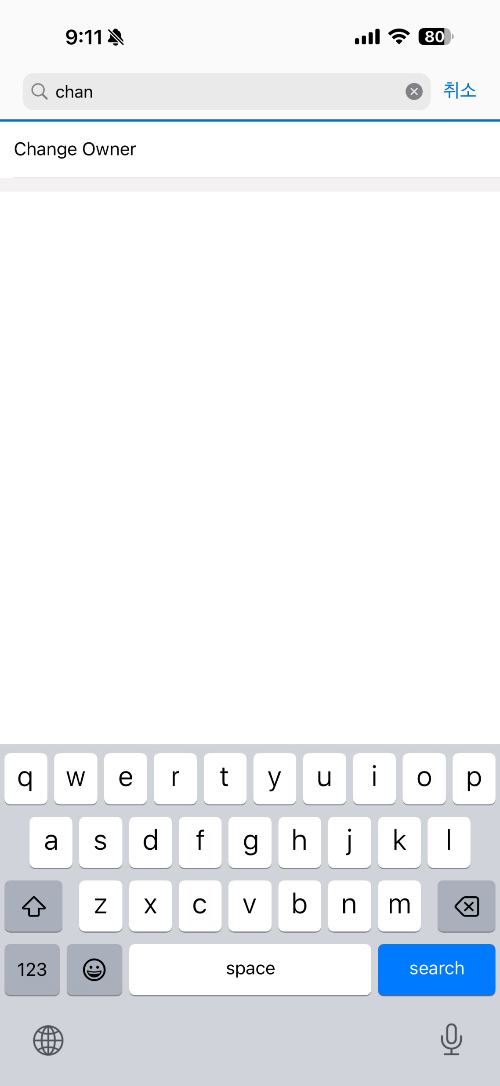 9:11
80
chan
취소
Change Owner
q w e r t y u i o p
a s d f g h j k l
z x c v b n m
123 space search